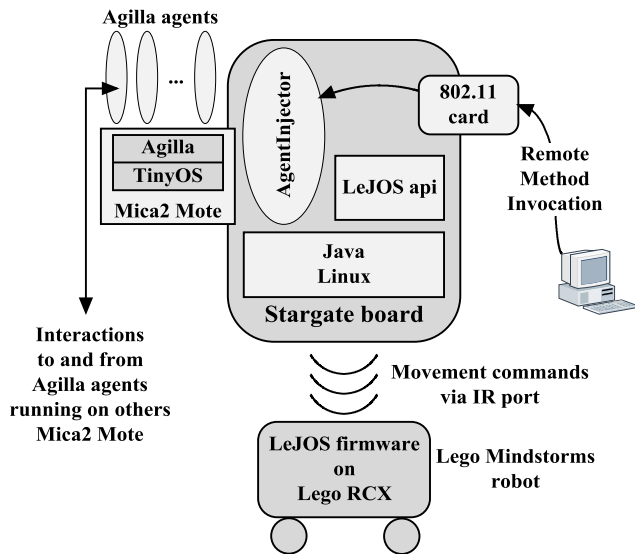 Agilla agents
...
AgentInjector
802.11
card
Agilla
TinyOS
Mica2 Mote
LeJOS api
Remote
Method
Invocation
Java
Linux
Stargate board
Interactions
to and from
Agilla agents
running on others
Mica2 Mote
Movement commands
via IR port
LeJOS firmware
on
Lego RCX
Lego Mindstorms
robot